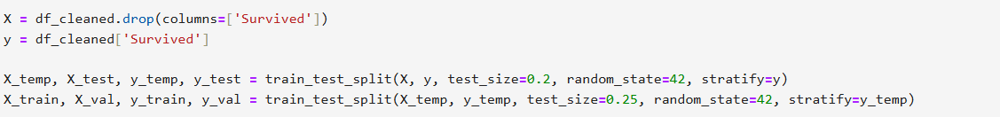 X = df_cleaned.drop(columns=['Survived'])
y = df_cleaned['Survived']
X_temp, X_test, y_temp, y_test = train_test_split(X, y, test_size=0.2, random_state=42, stratify=y)
X_train, X_val, y_train, y_val = train_test_split(X_temp, y_temp, test_size=0.25, random_state=42, stratify=y_temp)